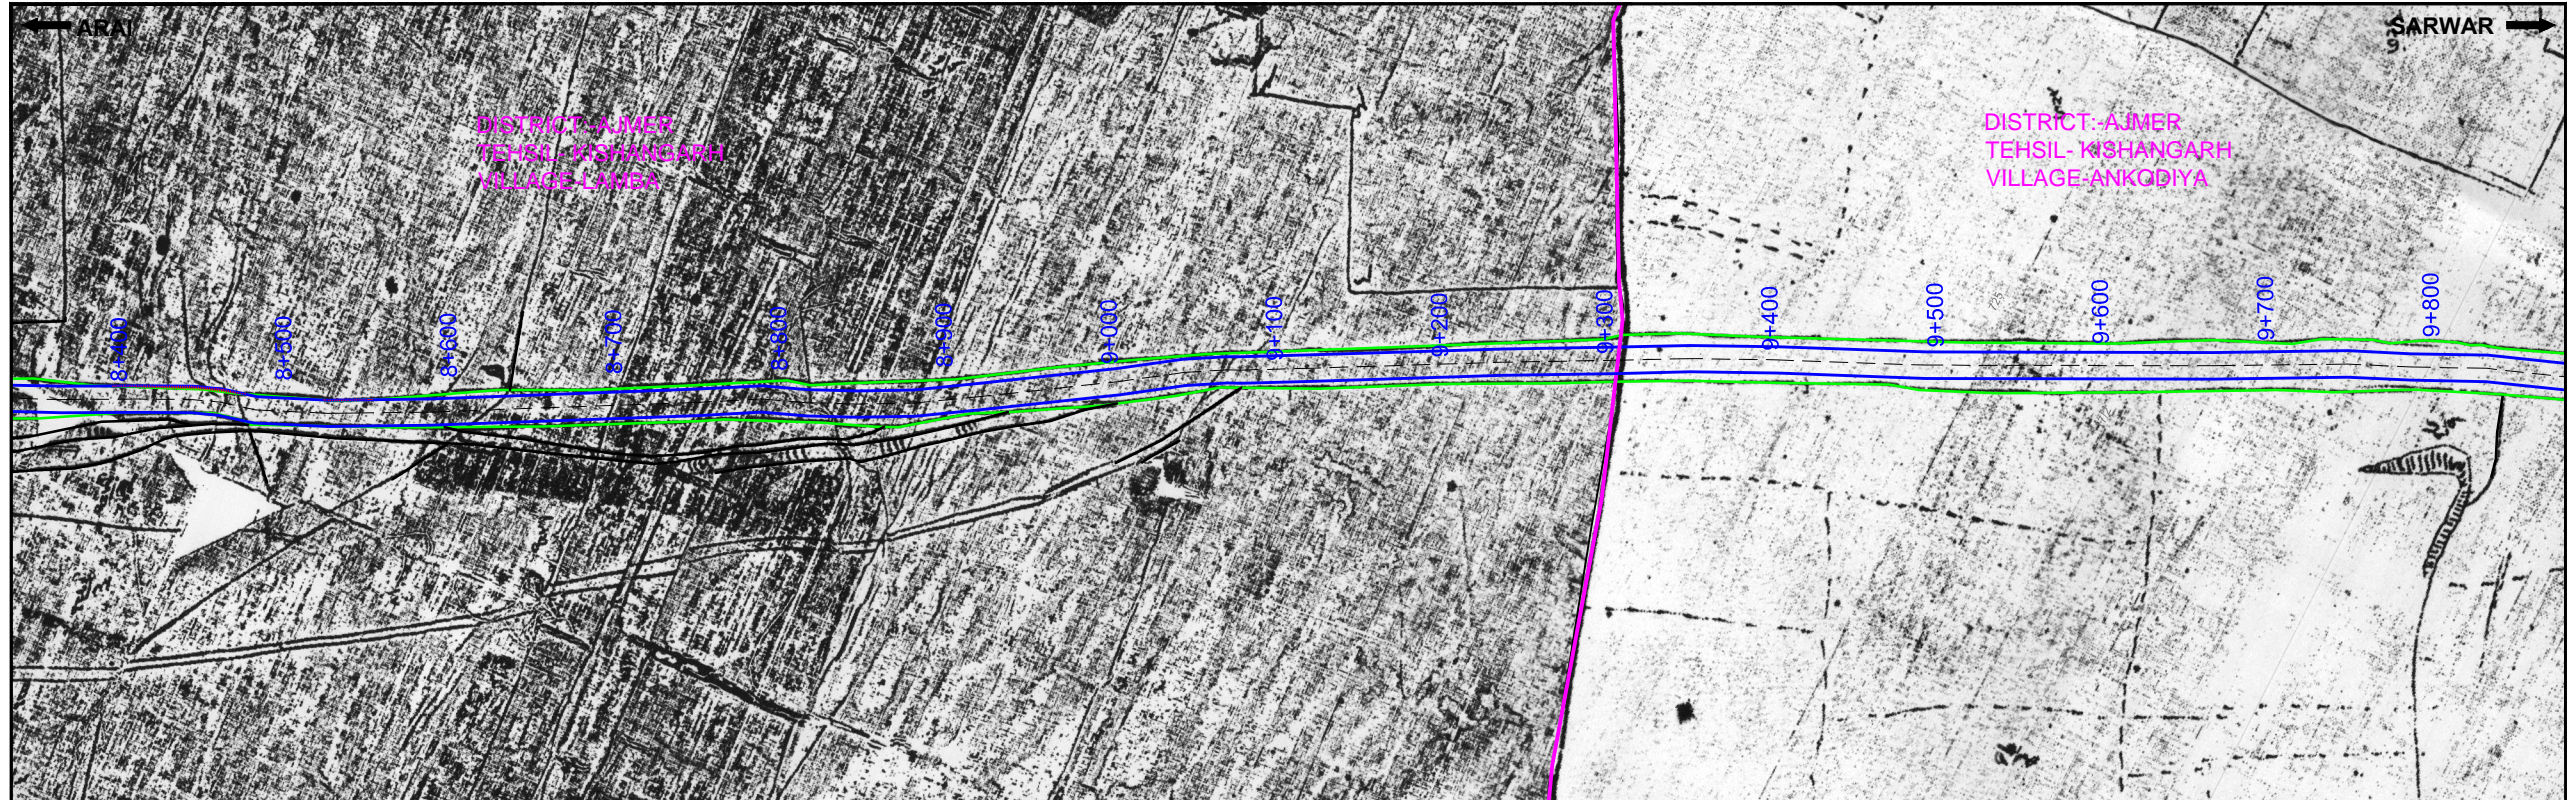 ARAI
SARWAR
DISTRICT:-AJMER
TEHSIL- KISHANGARH
VILLAGE-LAMBA
DISTRICT:-AJMER
TEHSIL- KISHANGARH
VILLAGE-ANKODIYA
8+400
8+500
8+600
8+700
8+800
8+900
9+000
9+100
9+200
9+300
9+400
9+500
9+600
9+700
9+800